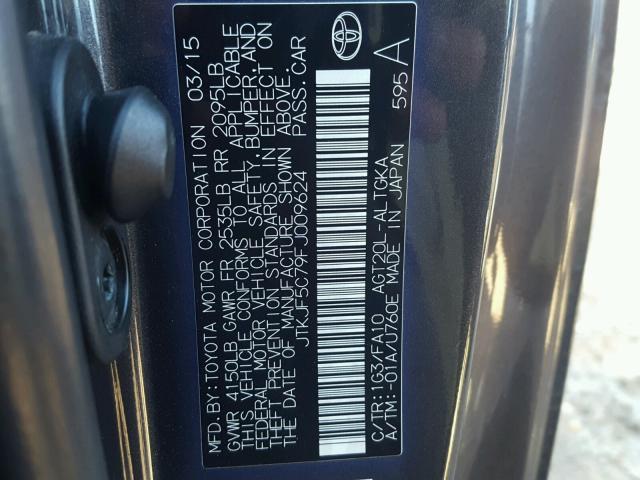 MFD. BY: TOYOTA MOTOR CORPORATION 03/15
GVWR 4150LB GAWR FR 2535LB RR 2095LB
THIS VEHICLE CONFORMS TO ALL APPLICABLE
FEDERAL MOTOR VEHICLE SAFETY, BUMPER, AND
THEFT PREVENTION STANDARDS IN EFFECT ON
THE DATE OF MANUFACTURE SHOWN ABOVE.
JTKJF5C79FJ009624 PASS.CAR
C/TR: 1G3/FA10 AGT20L-ALTGKA
A/TM: -01A/U760E MADE IN JAPAN 595 A